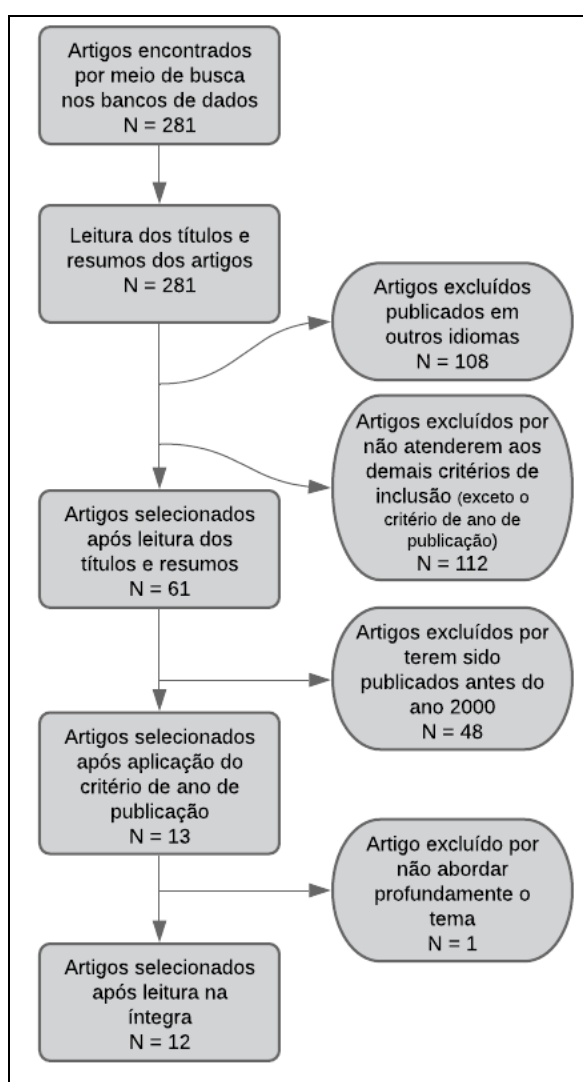 Artigos encontrados
por meio de busca
nos bancos de dados
N = 281
Leitura dos títulos e
resumos dos artigos
N = 281
Artigos excluídos
publicados em
outros idiomas
N = 108
Artigos excluídos por
não atenderem aos
demais critérios de
inclusão (exceto o
critério de ano de
publicação)
N = 112
Artigos selecionados
após leitura dos
títulos e resumos
N = 61
Artigos excluídos por
terem sido
publicados antes do
ano 2000
N = 48
Artigos selecionados
após aplicação do
critério de ano de
publicação
N = 13
Artigo excluído por
não abordar
profundamente o
tema
N = 1
Artigos selecionados
após leitura na
íntegra
N = 12